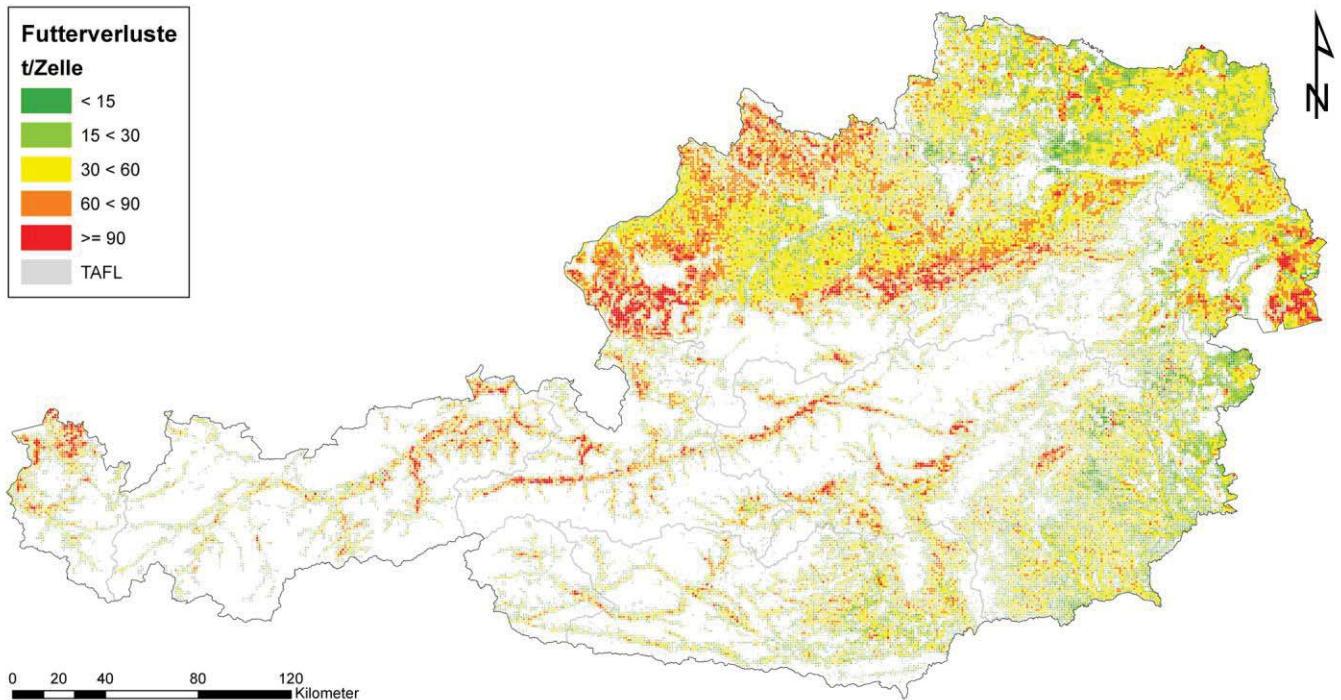 Futterverluste
t/Zelle
< 15
15 < 30
30 < 60
60 < 90
>= 90
TAFL
N
0 20 40 80 120
Kilometer